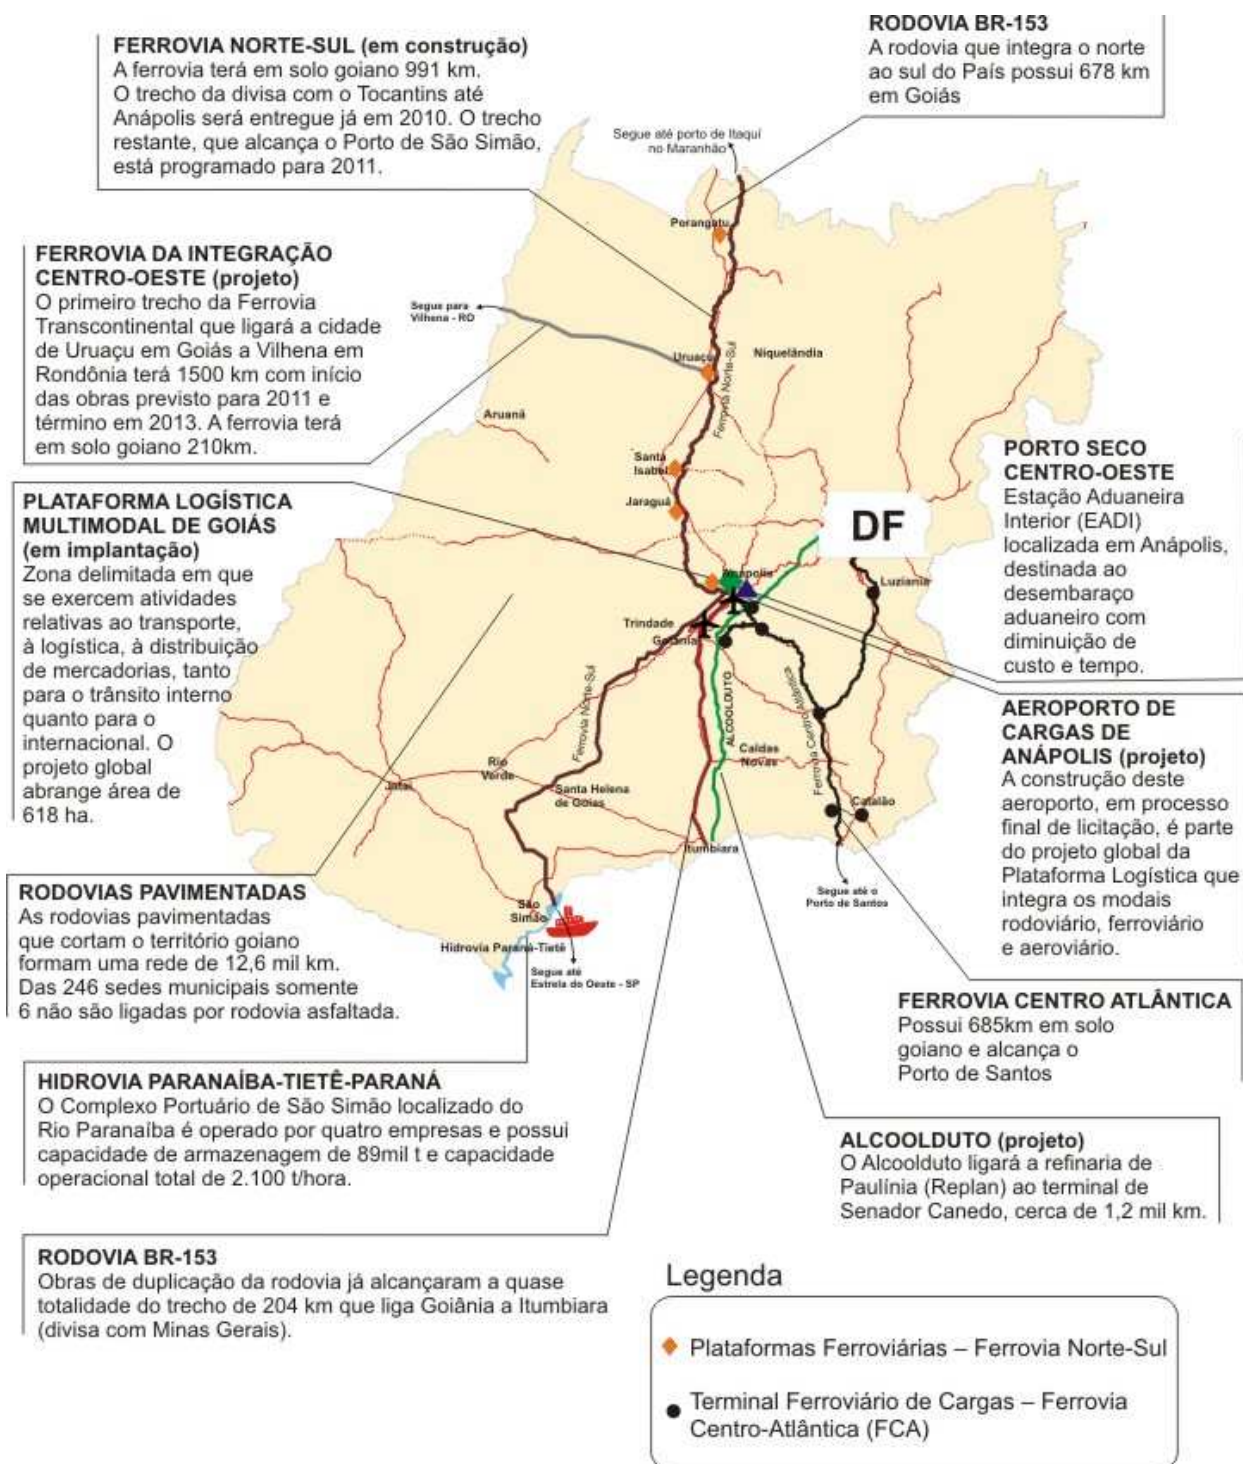 RODOVIA BR-153
A rodovia que integra o norte
ao sul do País possui 678 km
em Goiás
FERROVIA NORTE-SUL (em construção)
A ferrovia terá em solo goiano 991 km.
O trecho da divisa com o Tocantins até
Anápolis será entregue já em 2010. O trecho
restante, que alcança o Porto de São Simão,
está programado para 2011.
Segue até porto de Itaquí
no Maranhão
Porangatu
FERROVIA DA INTEGRAÇÃO
CENTRO-OESTE (projeto)
O primeiro trecho da Ferrovia
Transcontinental que ligará a cidade
de Uruaçu em Goiás a Vilhena em
Rondônia terá 1500 km com início
das obras previsto para 2011 e
término em 2013. A ferrovia terá
em solo goiano 210km.
Segue para
Vilhena - RO
Uruaçu
Niquelândia
Ferrovia Norte-Sul
Aruanã
Santa
Isabel
Jaraguá
PORTO SECO
CENTRO-OESTE
Estação Aduaneira
Interior (EADI)
localizada em Anápolis,
destinada ao
desembaraço
aduaneiro com
diminuição de
custo e tempo.
PLATAFORMA LOGÍSTICA
MULTIMODAL DE GOIÁS
(em implantação)
Zona delimitada em que
se exercem atividades
relativas ao transporte,
à logística, à distribuição
de mercadorias, tanto
para o trânsito interno
quanto para o
internacional. O
projeto global
abrange área de
618 ha.
DF
Anápolis
Luziania
Trindade
Goiânia
Ferrovia Norte-Sul
ALCOOLDUTO
Ferrovia Centro Atlântica
Caldas
Novas
Rio
Verde
Jatai
Santa Helena
de Goias
Catalão
Itumbiara
AEROPORTO DE
CARGAS DE
ANÁPOLIS (projeto)
A construção deste
aeroporto, em processo
final de licitação, é parte
do projeto global da
Plataforma Logística que
integra os modais
rodoviário, ferroviário
e aeroviário.
Segue até o
Porto de Santos
RODOVIAS PAVIMENTADAS
As rodovias pavimentadas
que cortam o território goiano
formam uma rede de 12,6 mil km.
Das 246 sedes municipais somente
6 não são ligadas por rodovia asfaltada.
São
Simão
Hidrovia Paraná-Tietê
Segue até
Estrela do Oeste - SP
FERROVIA CENTRO ATLÂNTICA
Possui 685km em solo
goiano e alcança o
Porto de Santos
HIDROVIA PARANAÍBA-TIETÊ-PARANÁ
O Complexo Portuário de São Simão localizado do
Rio Paranaíba é operado por quatro empresas e possui
capacidade de armazenagem de 89mil t e capacidade
operacional total de 2.100 t/hora.
ALCOOLDUTO (projeto)
O Alcoolduto ligará a refinaria de
Paulínia (Replan) ao terminal de
Senador Canedo, cerca de 1,2 mil km.
RODOVIA BR-153
Obras de duplicação da rodovia já alcançaram a quase
totalidade do trecho de 204 km que liga Goiânia a Itumbiara
(divisa com Minas Gerais).
Legenda
Plataformas Ferroviárias – Ferrovia Norte-Sul
Terminal Ferroviário de Cargas – Ferrovia
Centro-Atlântica (FCA)